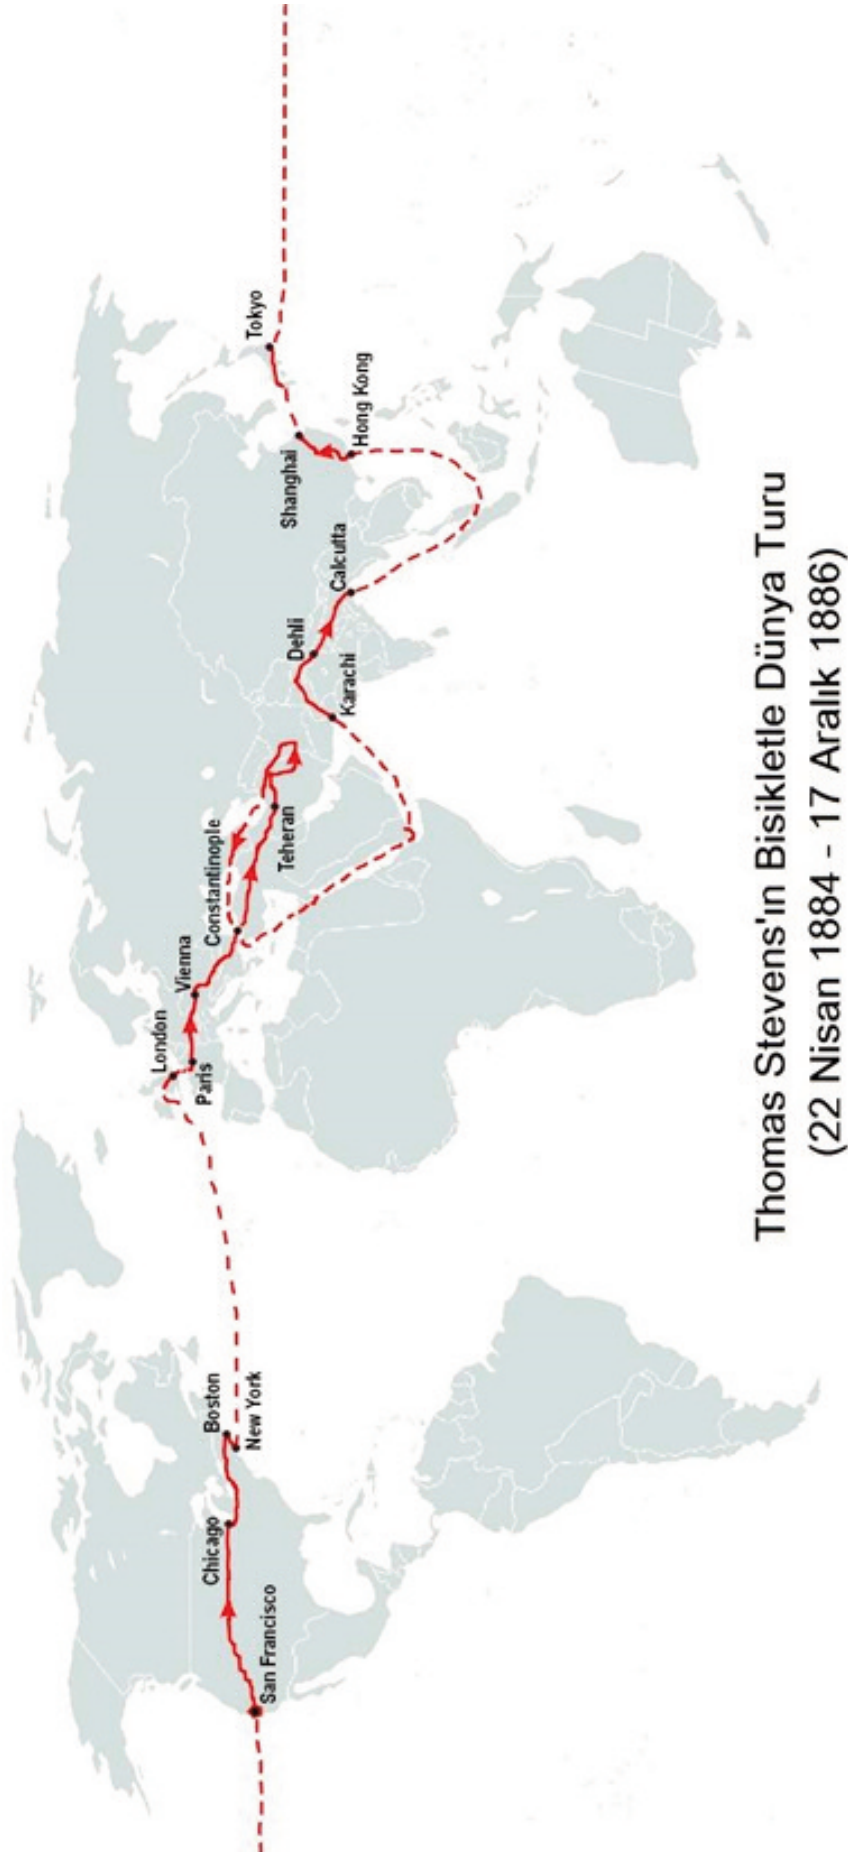 San Francisco
Chicago
Boston
New York
London
Paris
Vienna
Constantinople
Teheran
Karachi
Dehli
Calcutta
Hong Kong
Shanghai
Tokyo
Thomas Stevens'ın Bisikletle Dünya Turu
(22 Nisan 1884 - 17 Aralık 1886)